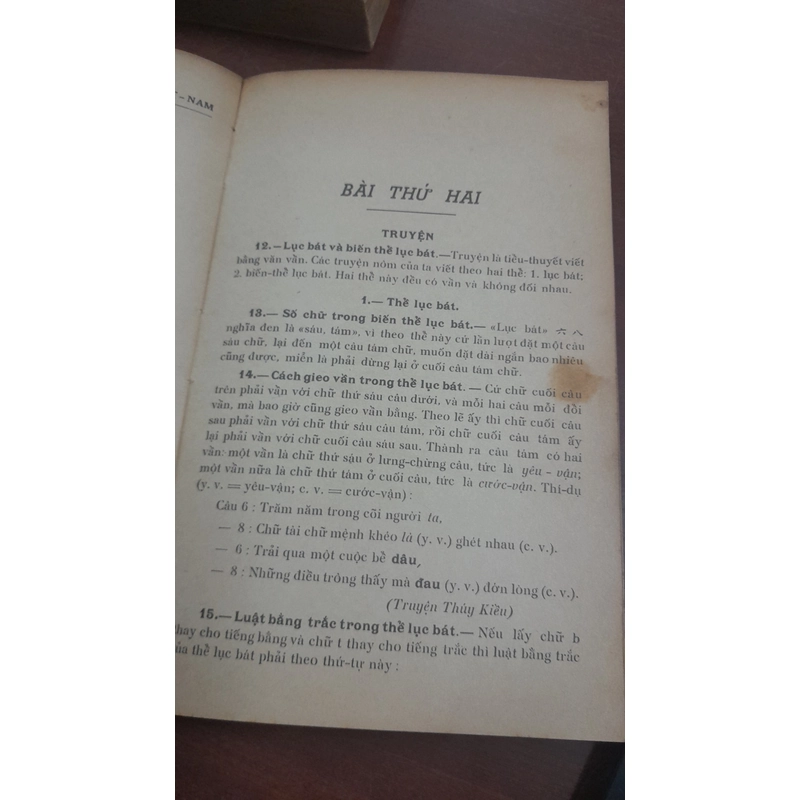 T-NAM
BÀI THỨ HAI
TRUYỆN
12.— Lục bát và biến thể lục bát.—Truyện là tiểu-thuyết viết
bằng văn vần. Các truyện nôm của ta viết theo hai thể: 1. lục bát;
2. biến-thể lục bát. Hai thể này đều có vần và không đối nhau.
1.— Thể lục bát.
13.— Số chữ trong biến thể lục bát.— «Lục bát» 六 八
nghĩa đen là «sáu, tám», vì theo thể này cứ lần lượt đặt một câu
sáu chữ, lại đến một câu tám chữ, muốn đặt dài ngắn bao nhiêu
cũng được, miễn là phải dừng lại ở cuối câu tám chữ.
14.— Cách gieo vần trong thể lục bát. — Cứ chữ cuối câu
trên phải vần với chữ thứ sáu câu dưới, và mỗi hai câu mỗi đổi
vần, mà bao giờ cũng gieo vần bằng. Theo lẽ ấy thì chữ cuối câu
sau phải vần với chữ thứ sáu câu tám, rồi chữ cuối câu tám ấy
lại phải vần với chữ cuối câu sáu sau. Thành ra câu tám có hai
vần: một vần là chữ thứ sáu ở lưng-chừng câu, tức là yêu - vận;
một vần nữa là chữ thứ tám ở cuối câu, tức là cước-vận. Thí-dụ
(y. v. = yêu-vận; c. v. = cước-vận) :
Câu 6 : Trăm năm trong cõi người ta,
— 8 : Chữ tài chữ mệnh khéo là (y. v.) ghét nhau (c. v.).
— 6 : Trải qua một cuộc bể dâu,
— 8 : Những điều trông thấy mà đau (y. v.) đớn lòng (c. v.).
(Truyện Thúy Kiều)
15.— Luật bằng trắc trong thể lục bát.— Nếu lấy chữ b
thay cho tiếng bằng và chữ t thay cho tiếng trắc thì luật bằng trắc
của thể lục bát phải theo thứ-tự này :